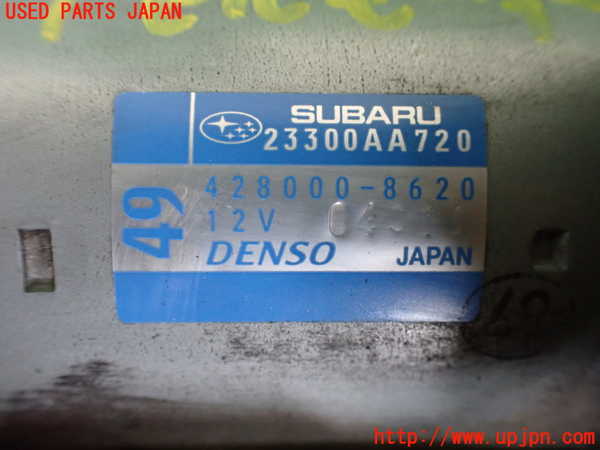 USED PARTS JAPAN
SUBARU
23300AA720
49
428000-8620
12V
DENSO JAPAN
http://www.upjpn.com